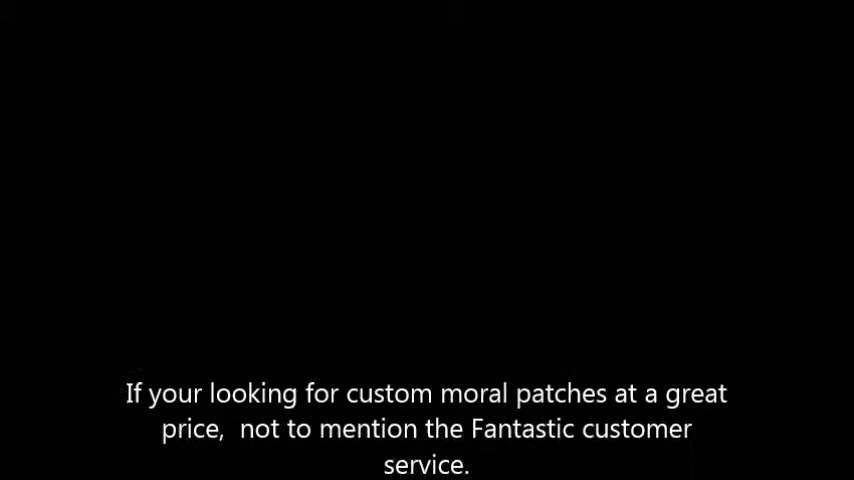 If your looking for custom moral patches at a great
price,  not to mention the Fantastic customer
service.